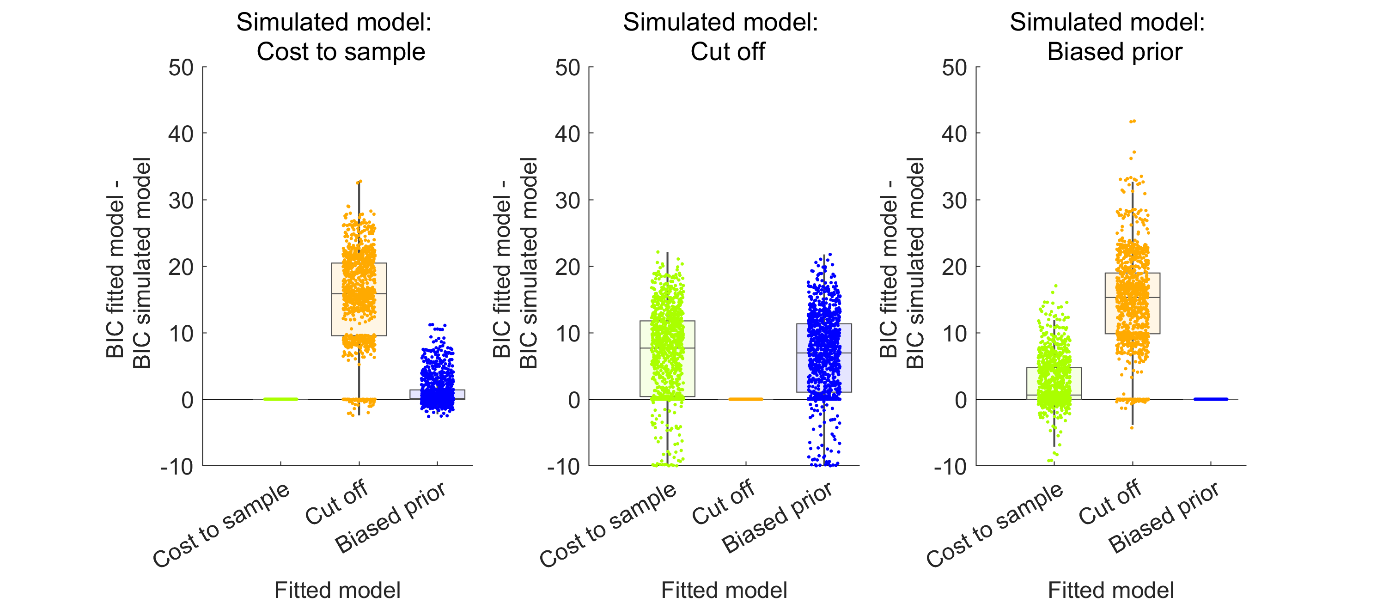 Simulated model:
Cost to sample
50
40
30
20
10
0
-10
BIC fitted model -
BIC simulated model
Cost to sample
Cut off
Biased prior
Fitted model
Simulated model:
Cut off
50
40
30
20
10
0
-10
BIC fitted model -
BIC simulated model
Cost to sample
Cut off
Biased prior
Fitted model
Simulated model:
Biased prior
50
40
30
20
10
0
-10
BIC fitted model -
BIC simulated model
Cost to sample
Cut off
Biased prior
Fitted model